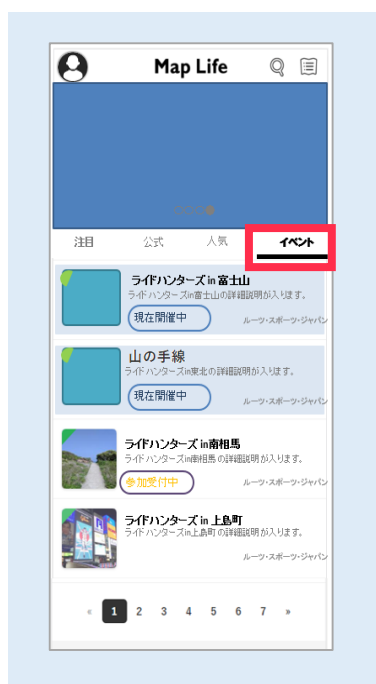 Map Life
注目 公式 人気 イベント
ライドハンターズ in 富士山
ライドハンターズin富士山の詳細説明が入ります。
現在開催中
ルーツ・スポーツ・ジャパン
山の手線
ライドハンターズin東北の詳細説明が入ります。
現在開催中
ルーツ・スポーツ・ジャパン
ライドハンターズ in南相馬
ライドハンターズin南相馬の詳細説明が入ります。
参加受付中
ルーツ・スポーツ・ジャパン
ライドハンターズ in 上島町
ライドハンターズin上島町の詳細説明が入ります。
ルーツ・スポーツ・ジャパン
« 1 2 3 4 5 6 7 »